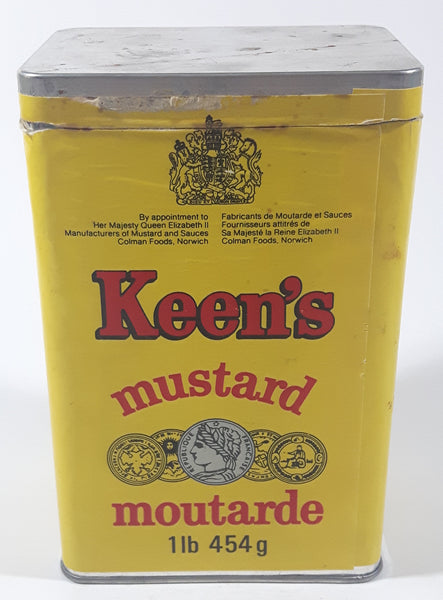 By appointment to
Her Majesty Queen Elizabeth II
Manufacturers of Mustard and Sauces
Colman Foods, Norwich
Fabricants de Moutarde et Sauces
Fournisseurs attitrés de
Sa Majesté la Reine Elizabeth II
Colman Foods, Norwich
Keen's
mustard
REPUBLIQUE FRANÇAISE
moutarde
1lb 454g